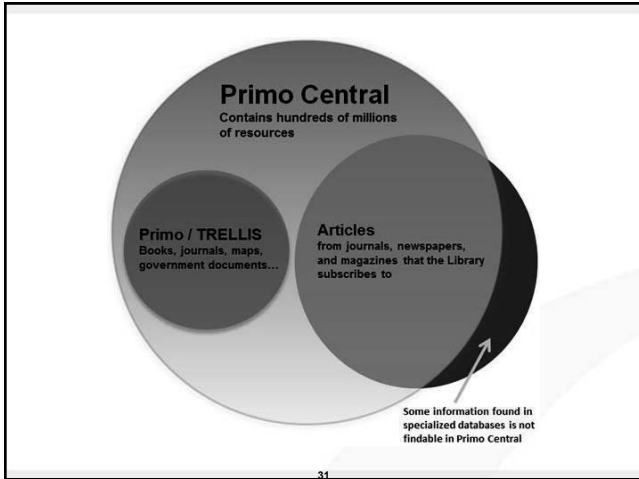 Primo Central
Contains hundreds of millions
of resources
Primo / TRELLIS
Books, journals, maps,
government documents...
Articles
from journals, newspapers,
and magazines that the Library
subscribes to
Some information found in
specialized databases is not
findable in Primo Central
31